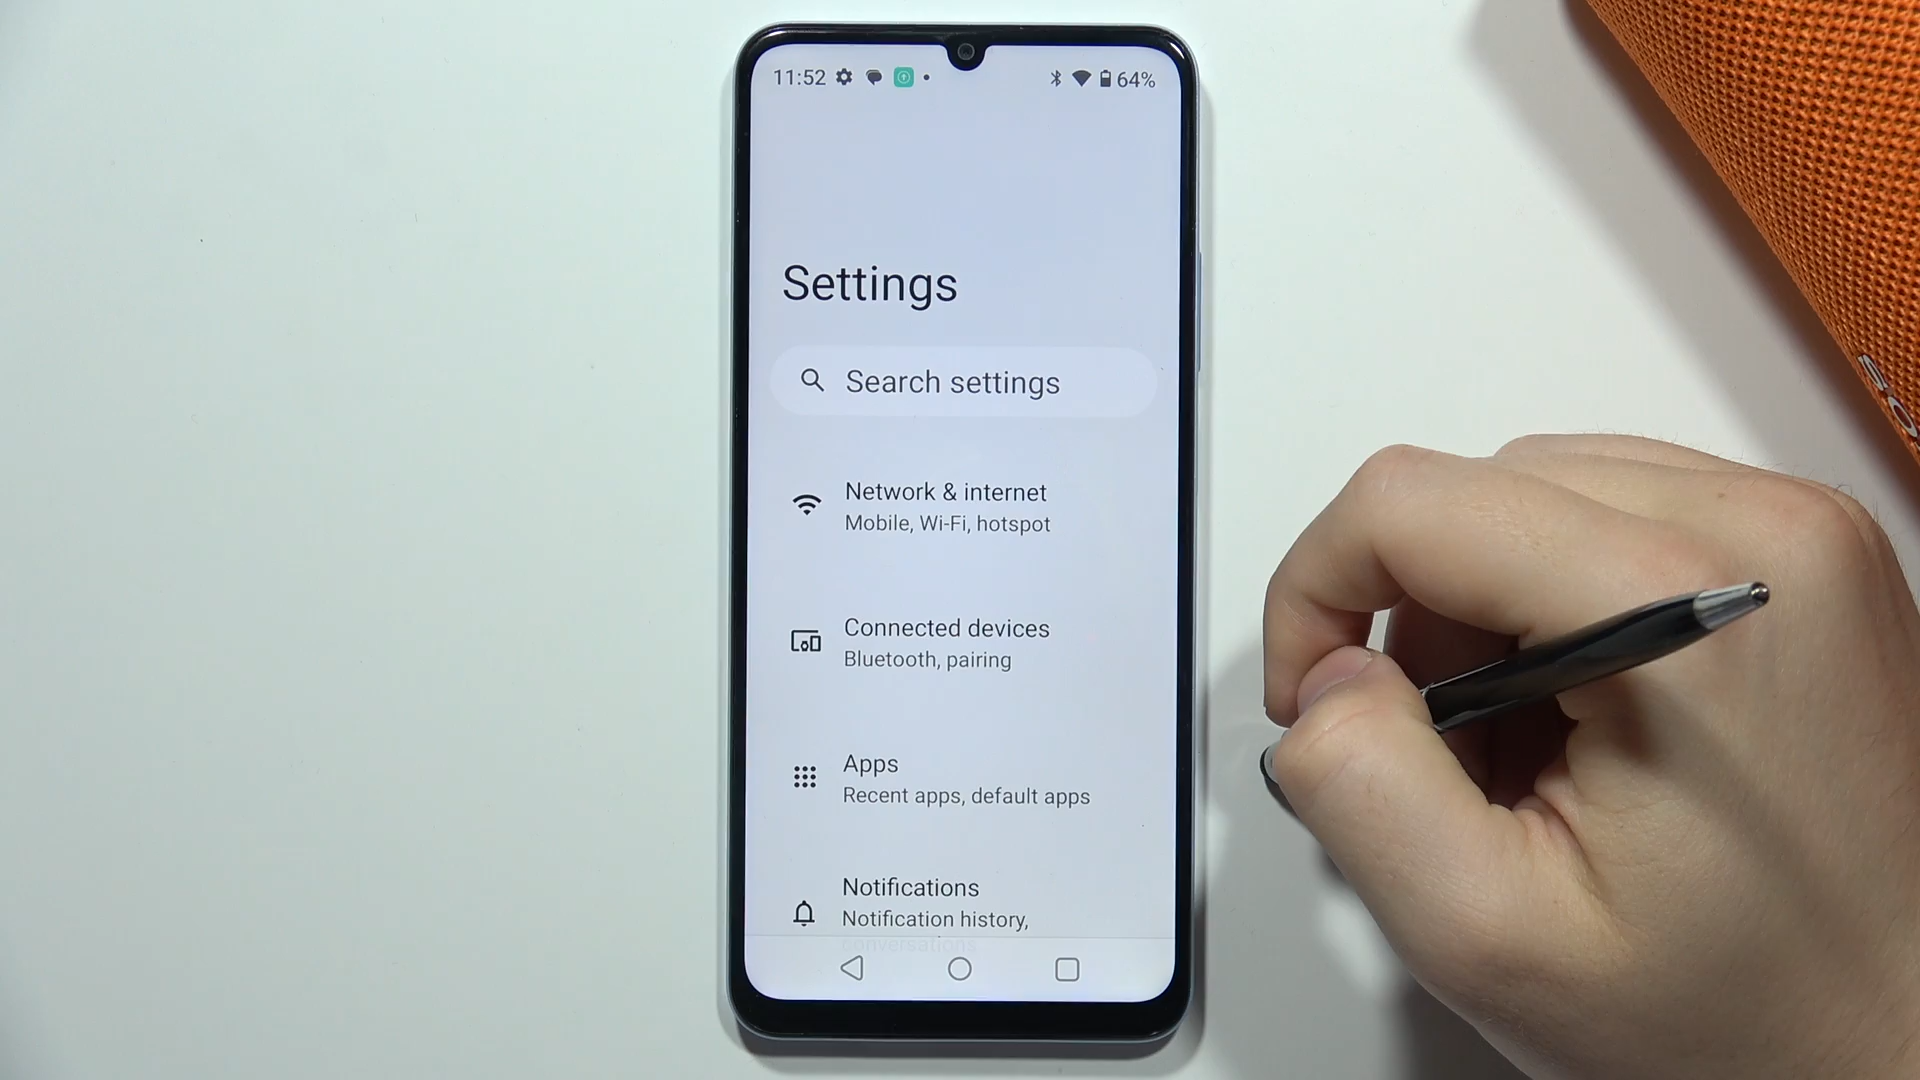 11:52
64%
Settings
Search settings
Network & internet
Mobile, Wi-Fi, hotspot
Connected devices
Bluetooth, pairing
Apps
Recent apps, default apps
Notifications
Notification history,
conversations